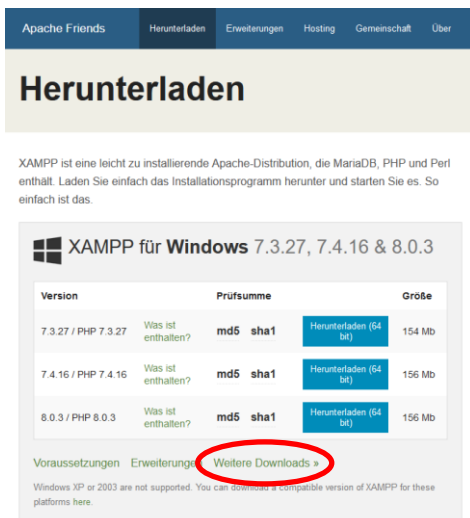 Apache Friends Herunterladen Erweiterungen Hosting Gemeinschaft Über
Herunterladen
XAMPP ist eine leicht zu installierende Apache-Distribution, die MariaDB, PHP und Perl
enthält. Laden Sie einfach das Installationsprogramm herunter und starten Sie es. So
einfach ist das.
XAMPP für Windows 7.3.27, 7.4.16 & 8.0.3
Version Prüfsumme Größe
7.3.27 / PHP 7.3.27 Was ist enthalten? md5 sha1 Herunterladen (64 bit) 154 Mb
7.4.16 / PHP 7.4.16 Was ist enthalten? md5 sha1 Herunterladen (64 bit) 156 Mb
8.0.3 / PHP 8.0.3 Was ist enthalten? md5 sha1 Herunterladen (64 bit) 156 Mb
Voraussetzungen Erweiterungen Weitere Downloads »
Windows XP or 2003 are not supported. You can download a compatible version of XAMPP for these
platforms here.